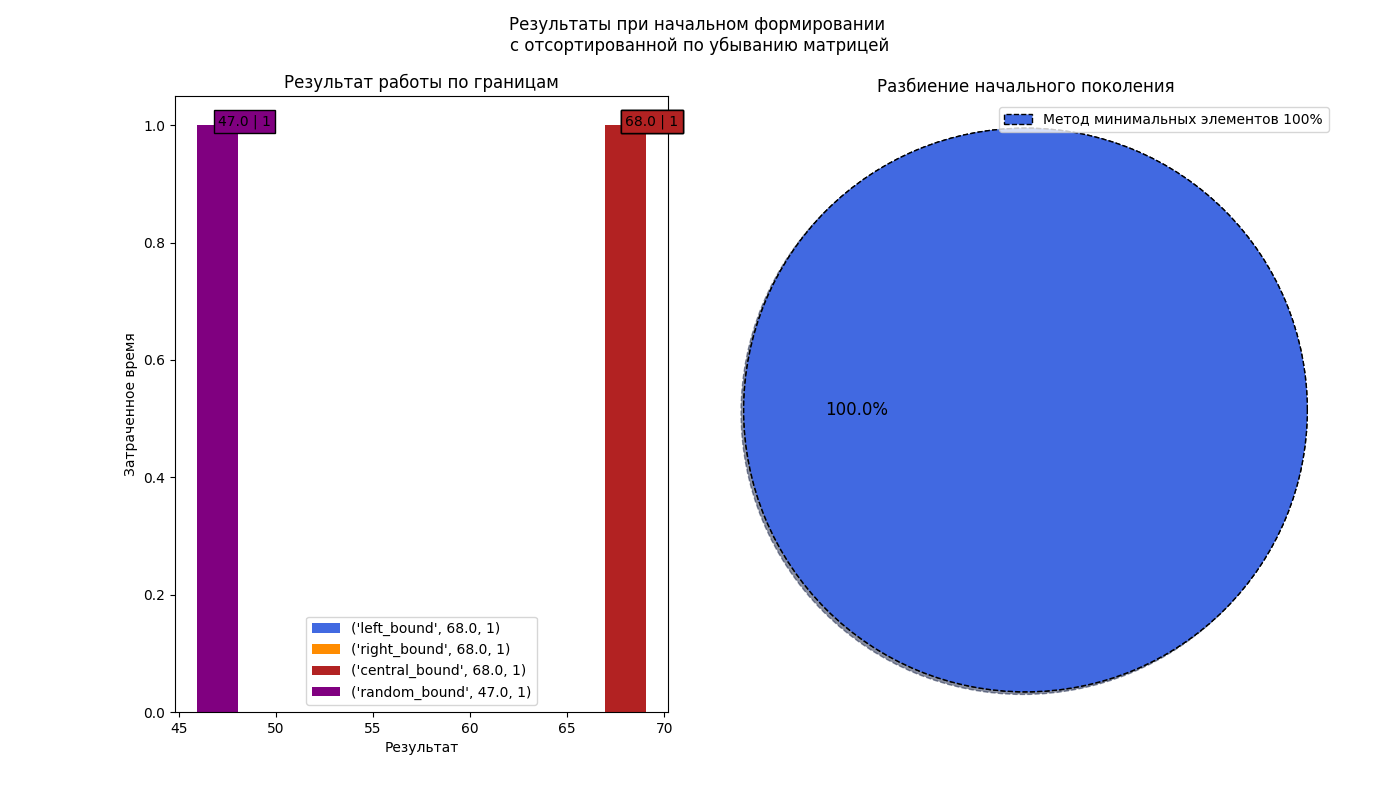 Результаты при начальном формировании
с отсортированной по убыванию матрицей
Результат работы по границам
47.0 | 1
68.0 | 1
1.0
0.8
0.6
0.4
0.2
0.0
Затраченное время
('left_bound', 68.0, 1)
('right_bound', 68.0, 1)
('central_bound', 68.0, 1)
('random_bound', 47.0, 1)
45
50
55
60
65
70
Результат
Разбиение начального поколения
Метод минимальных элементов 100%
100.0%